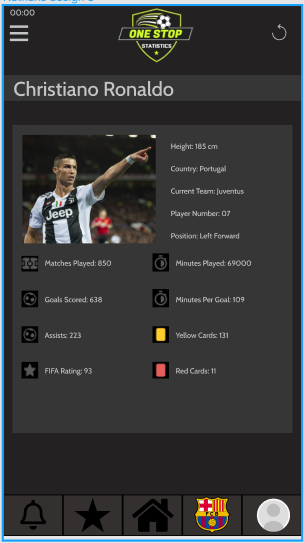 00:00
ONE STOP
STATISTICS
Christiano Ronaldo
Height: 185 cm
Country: Portugal
Current Team: Juventus
Player Number: 07
Position: Left Forward
Jeep
Matches Played: 850
Minutes Played: 69000
Goals Scored: 638
Minutes Per Goal: 109
Assists: 223
Yellow Cards: 131
FIFA Rating: 93
Red Cards: 11
FCB